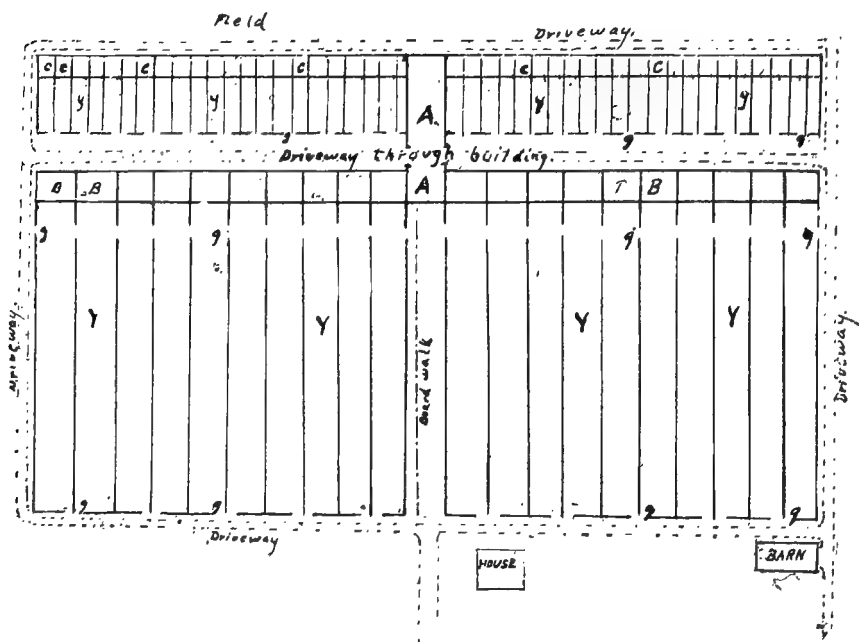 Field
Driveway.
c e c c e C
y y A. y y
g g g
Driveway through building.
B B A T B
g g g g
Y Y Y Y
Driveway.
Board walk
Driveway.
g g g g
Driveway
HOUSE
BARN